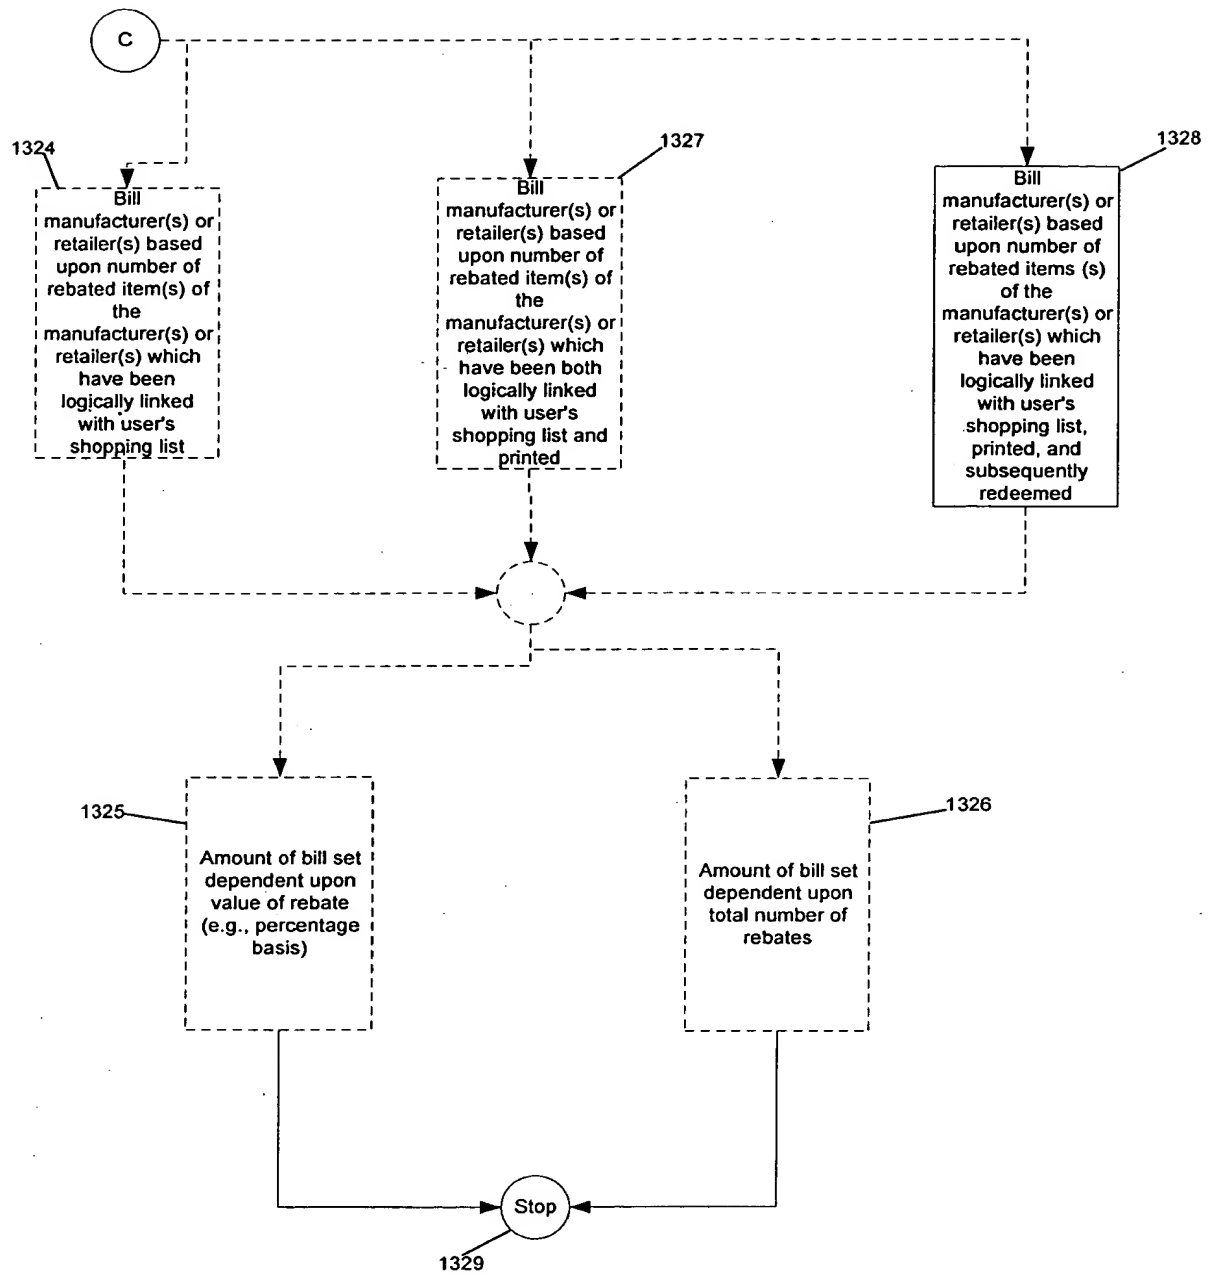 C
1324
Bill
manufacturer(s) or
retailer(s) based
upon number of
rebated item(s) of
the
manufacturer(s) or
retailer(s) which
have been
logically linked
with user's
shopping list
1327
Bill
manufacturer(s) or
retailer(s) based
upon number of
rebated item(s) of
the
manufacturer(s) or
retailer(s) which
have been both
logically linked
with user's
shopping list and
printed
1328
Bill
manufacturer(s) or
retailer(s) based
upon number of
rebated items (s)
of the
manufacturer(s) or
retailer(s) which
have been
logically linked
with user's
shopping list,
printed, and
subsequently
redeemed
1325
Amount of bill set
dependent upon
value of rebate
(e.g., percentage
basis)
1326
Amount of bill set
dependent upon
total number of
rebates
Stop
1329